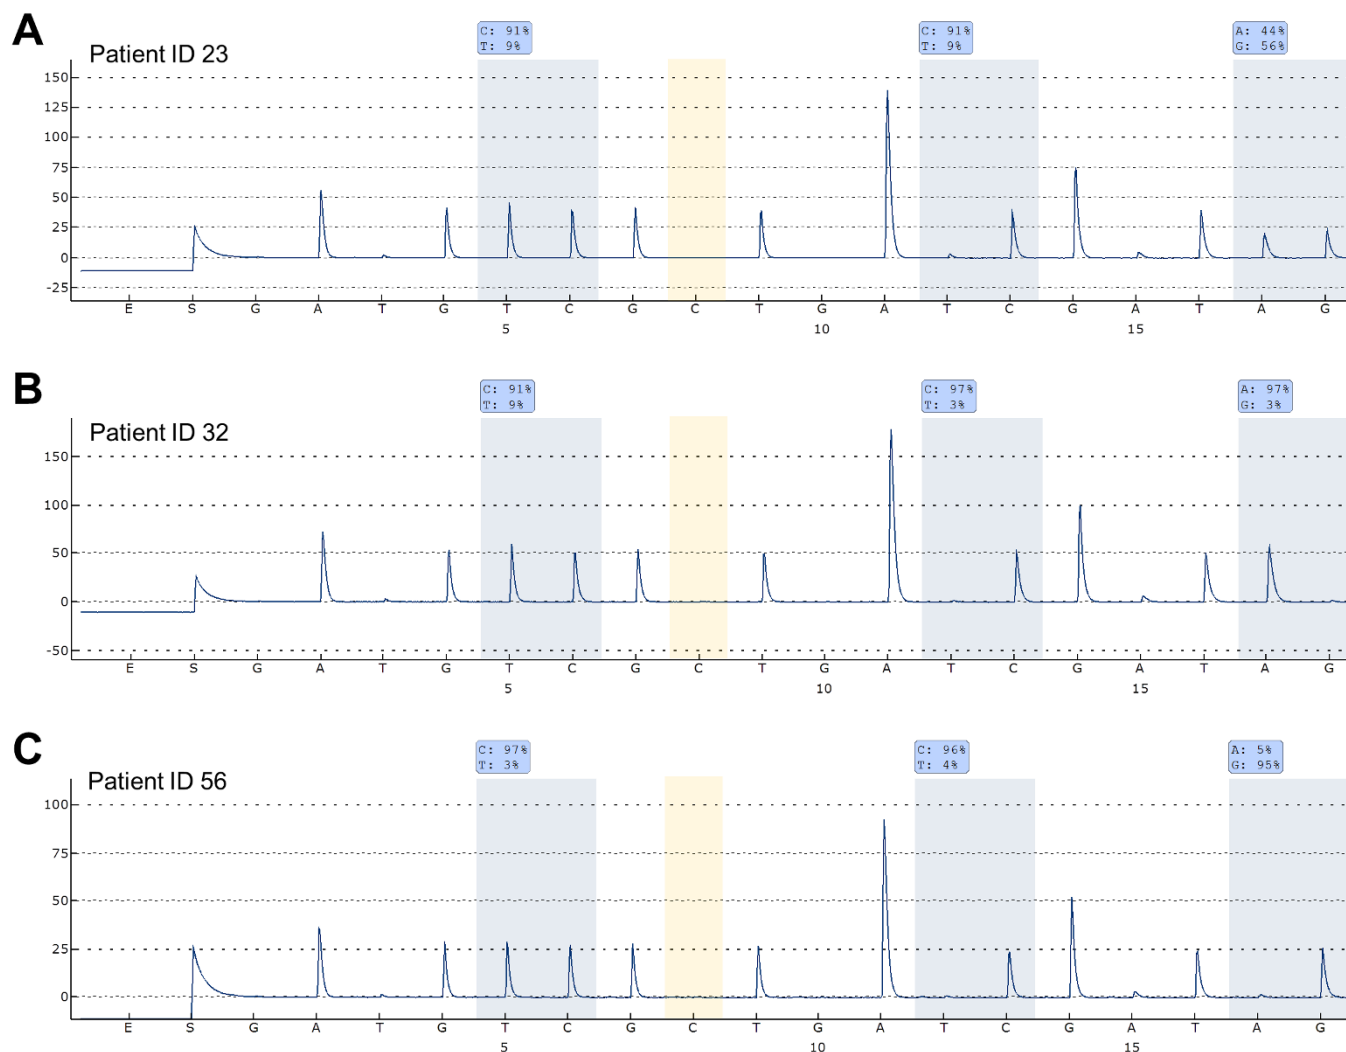 A
Patient ID 23
C: 91%
T: 9%
C: 91%
T: 9%
A: 44%
G: 56%
150
125
100
75
50
25
0
-25
E S G A T G T C G C T G A T C G A T A G
5 10 15
B
Patient ID 32
C: 91%
T: 9%
C: 97%
T: 3%
A: 97%
G: 3%
150
100
50
0
-50
E S G A T G T C G C T G A T C G A T A G
5 10 15
C
Patient ID 56
C: 97%
T: 3%
C: 96%
T: 4%
A: 5%
G: 95%
100
75
50
25
0
E S G A T G T C G C T G A T C G A T A G
5 10 15